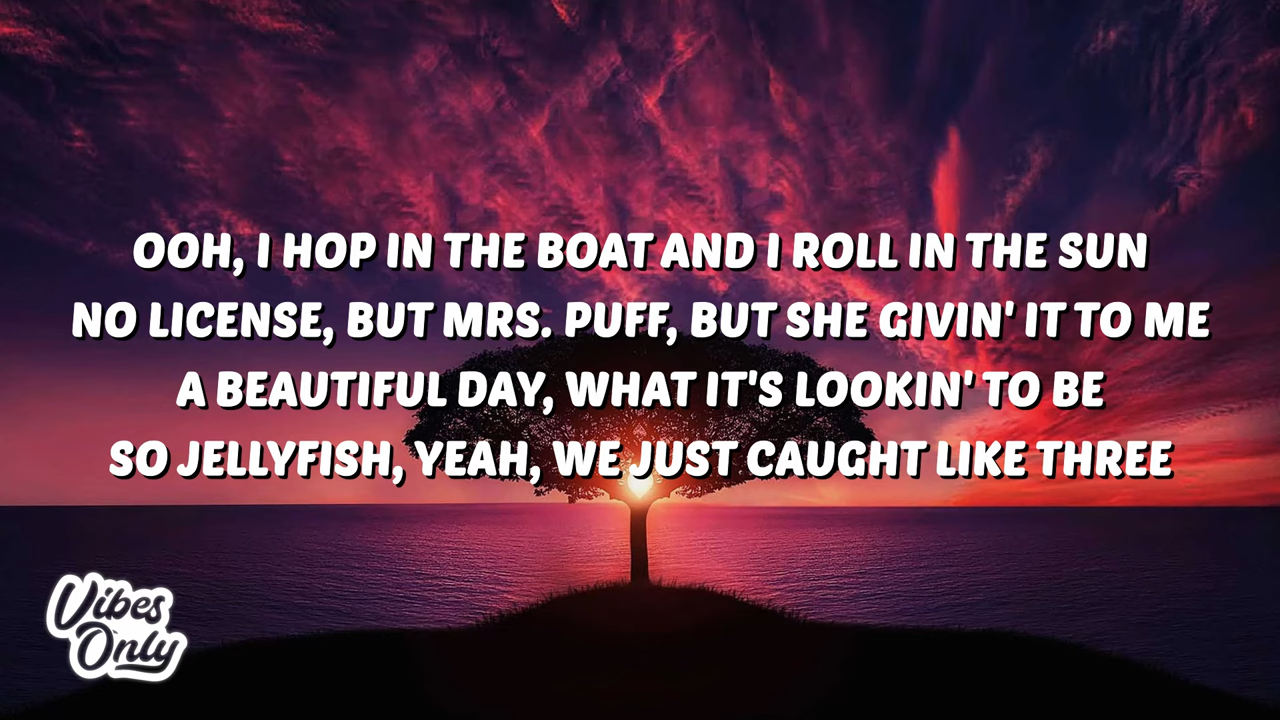 OOH, I HOP IN THE BOAT AND I ROLL IN THE SUN
NO LICENSE, BUT MRS. PUFF, BUT SHE GIVIN' IT TO ME
A BEAUTIFUL DAY, WHAT IT'S LOOKIN' TO BE
SO JELLYFISH, YEAH, WE JUST CAUGHT LIKE THREE
Vibes
Only